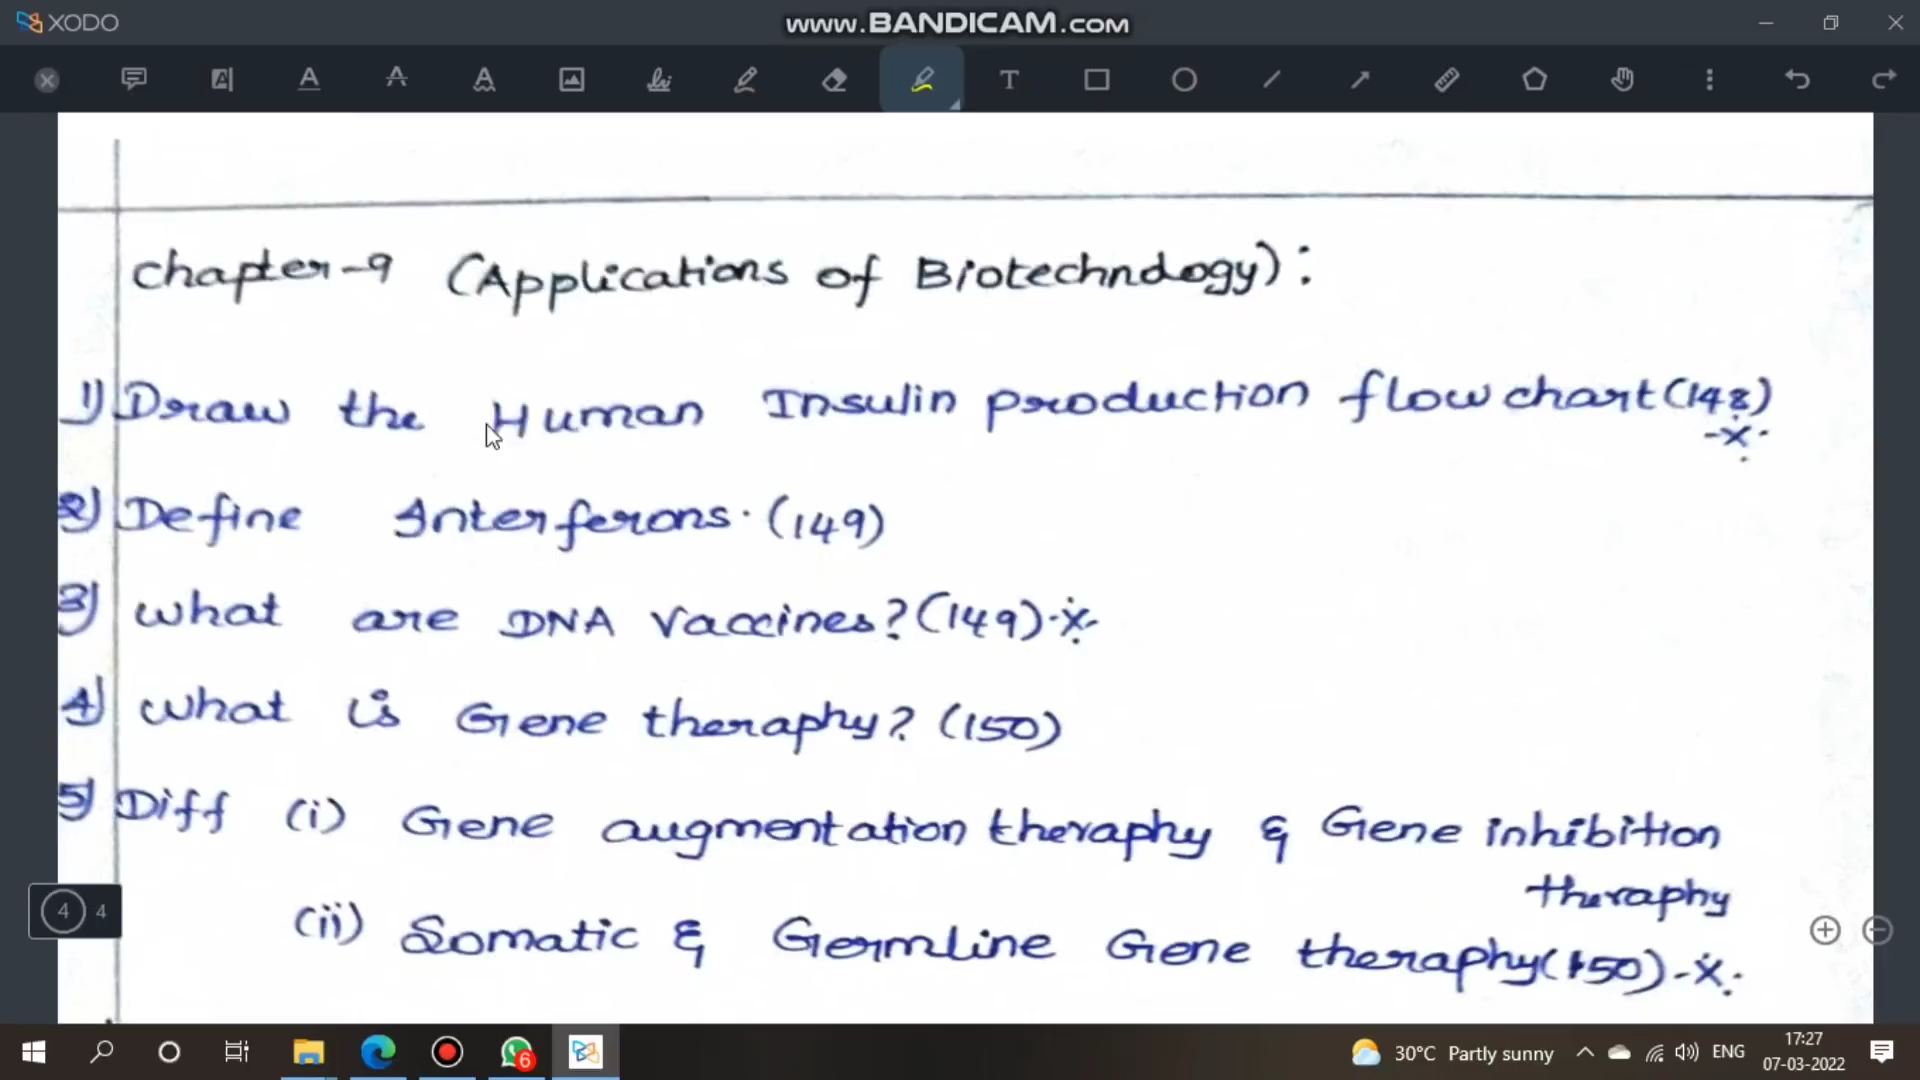 XODO
www.BANDICAM.com
Chapter-9 (Applications of Biotechnology):
1) Draw the Human Insulin production flow chart (148)
2) Define Interferons. (149)
3) What are DNA Vaccines? (149)
4) What is Gene theraphy? (150)
5) Diff (i) Gene augmentation theraphy & Gene inhibition
theraphy
(ii) Somatic & Germline Gene theraphy (150)
4 4
6
30°C Partly sunny
ENG
17:27
07-03-2022